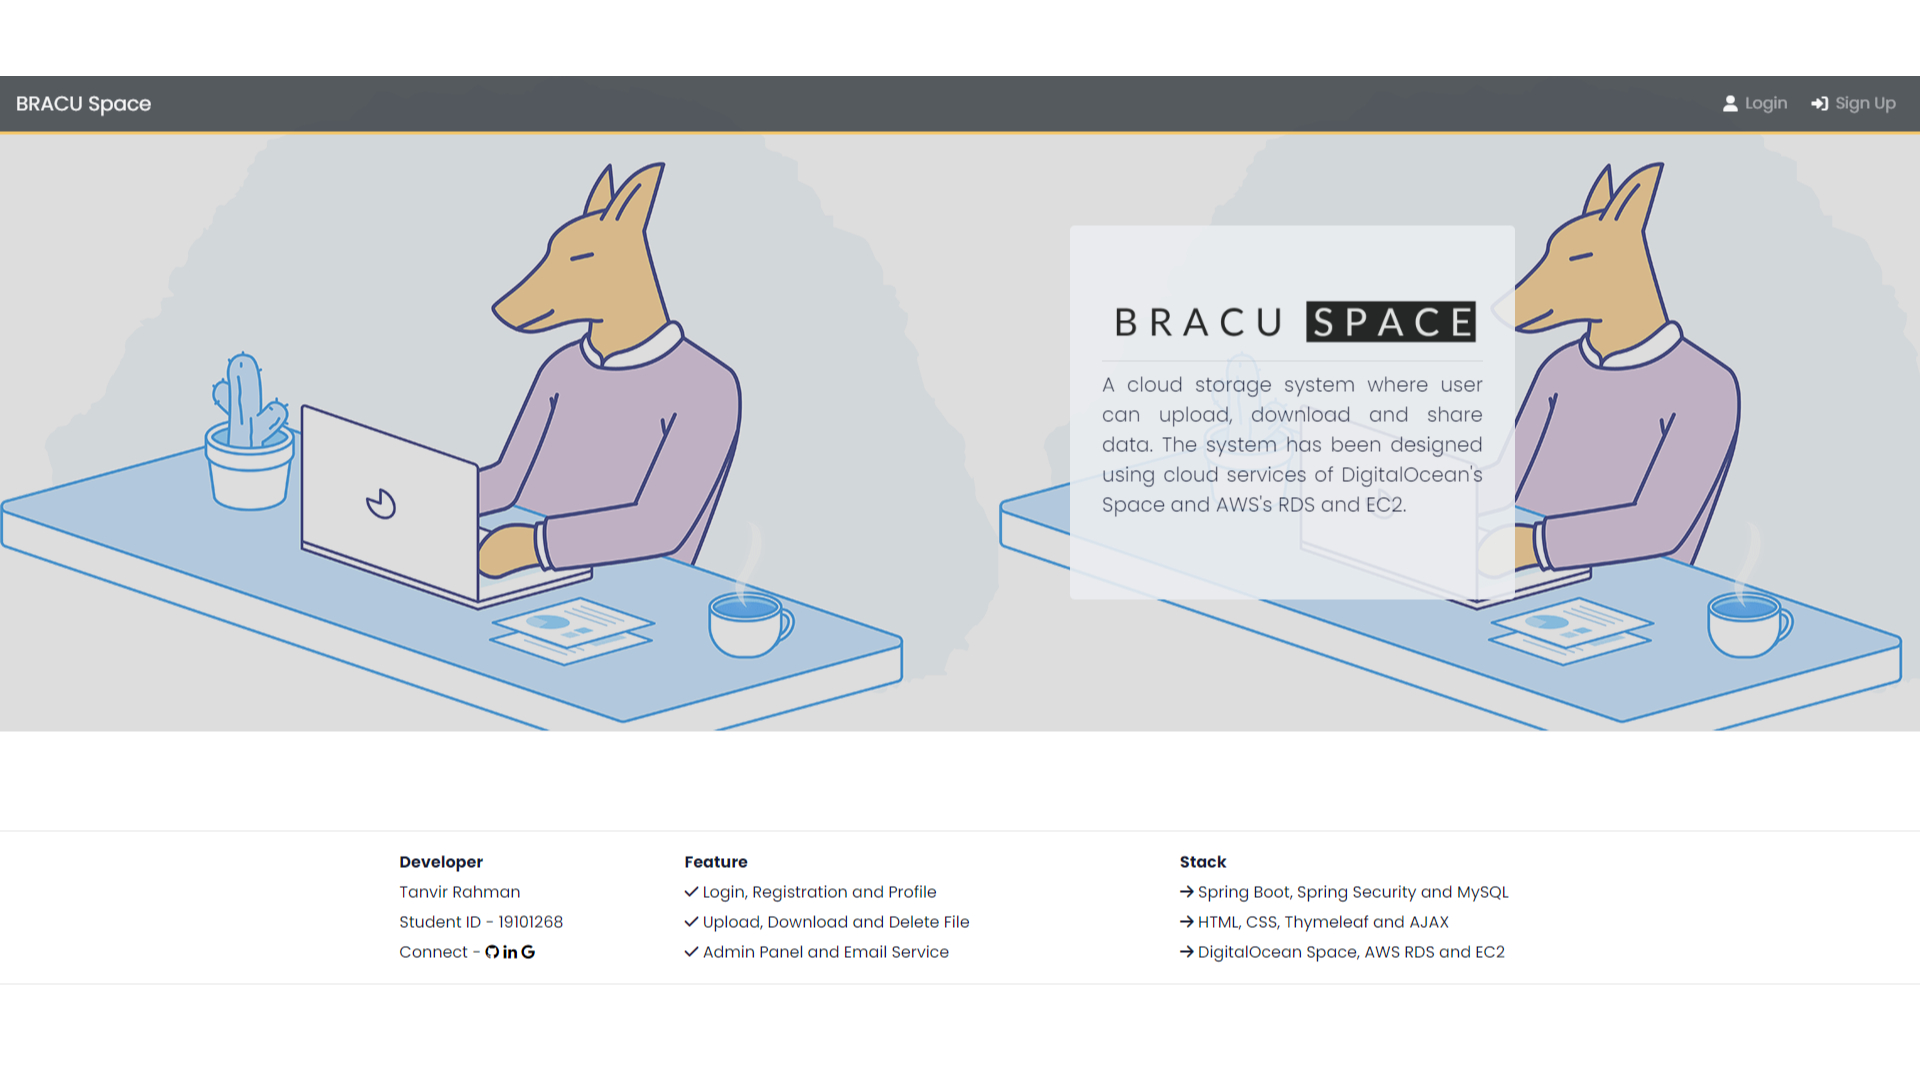 BRACU Space
Login
Sign Up
BRACU SPACE
A cloud storage system where user
can upload, download and share
data. The system has been designed
using cloud services of DigitalOcean's
Space and AWS's RDS and EC2.
Developer
Tanvir Rahman
Student ID - 19101268
Connect -
Feature
Login, Registration and Profile
Upload, Download and Delete File
Admin Panel and Email Service
Stack
Spring Boot, Spring Security and MySQL
HTML, CSS, Thymeleaf and AJAX
DigitalOcean Space, AWS RDS and EC2